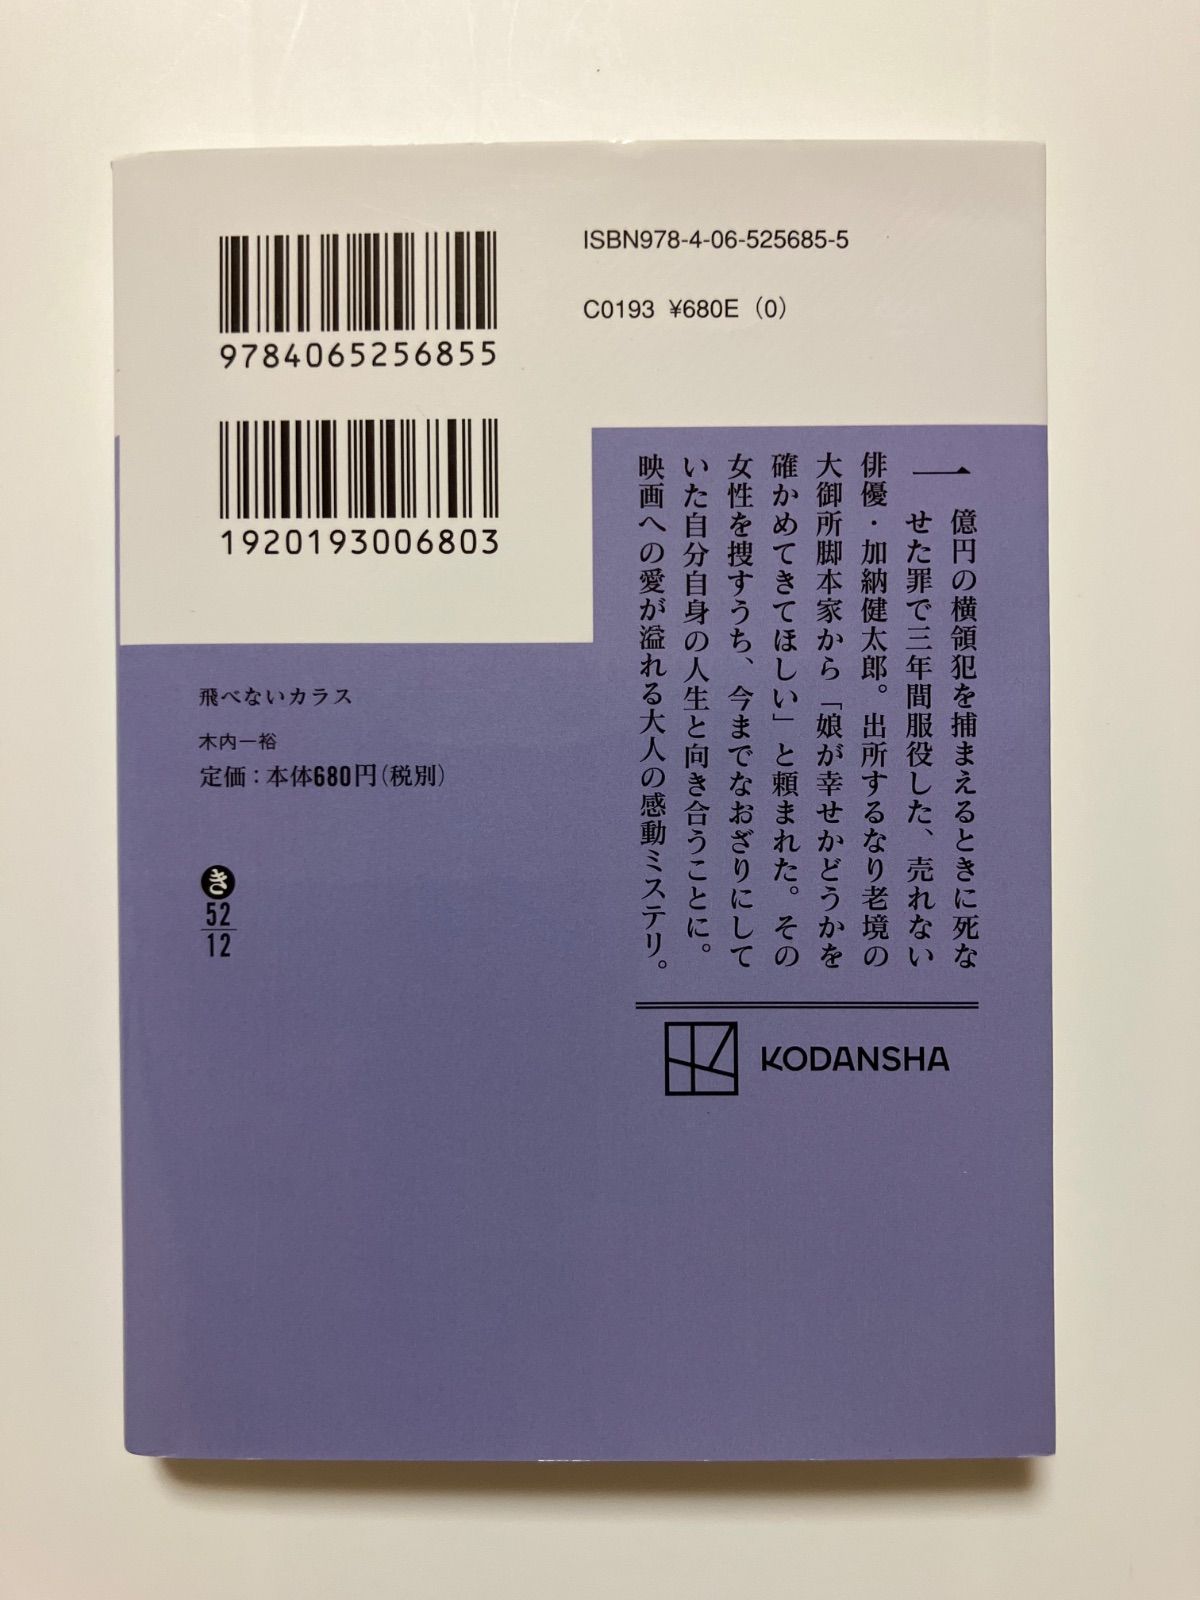 ISBN978-4-06-525685-5
C0193 ¥680E (0)
9784065256855
1920193006803
一億円の横領犯を捕まえるときに死な
せた罪で三年間服役した、売れない
俳優・加納健太郎。出所するなり老境の
大御所脚本家から「娘が幸せかどうかを
確かめてきてほしい」と頼まれた。その
女性を捜すうち、今までなおざりにして
いた自分自身の人生と向き合うことに。
映画への愛が溢れる大人の感動ミステリ。
KODANSHA
飛べないカラス
木内一裕
定価：本体680円（税別）
き
52
12